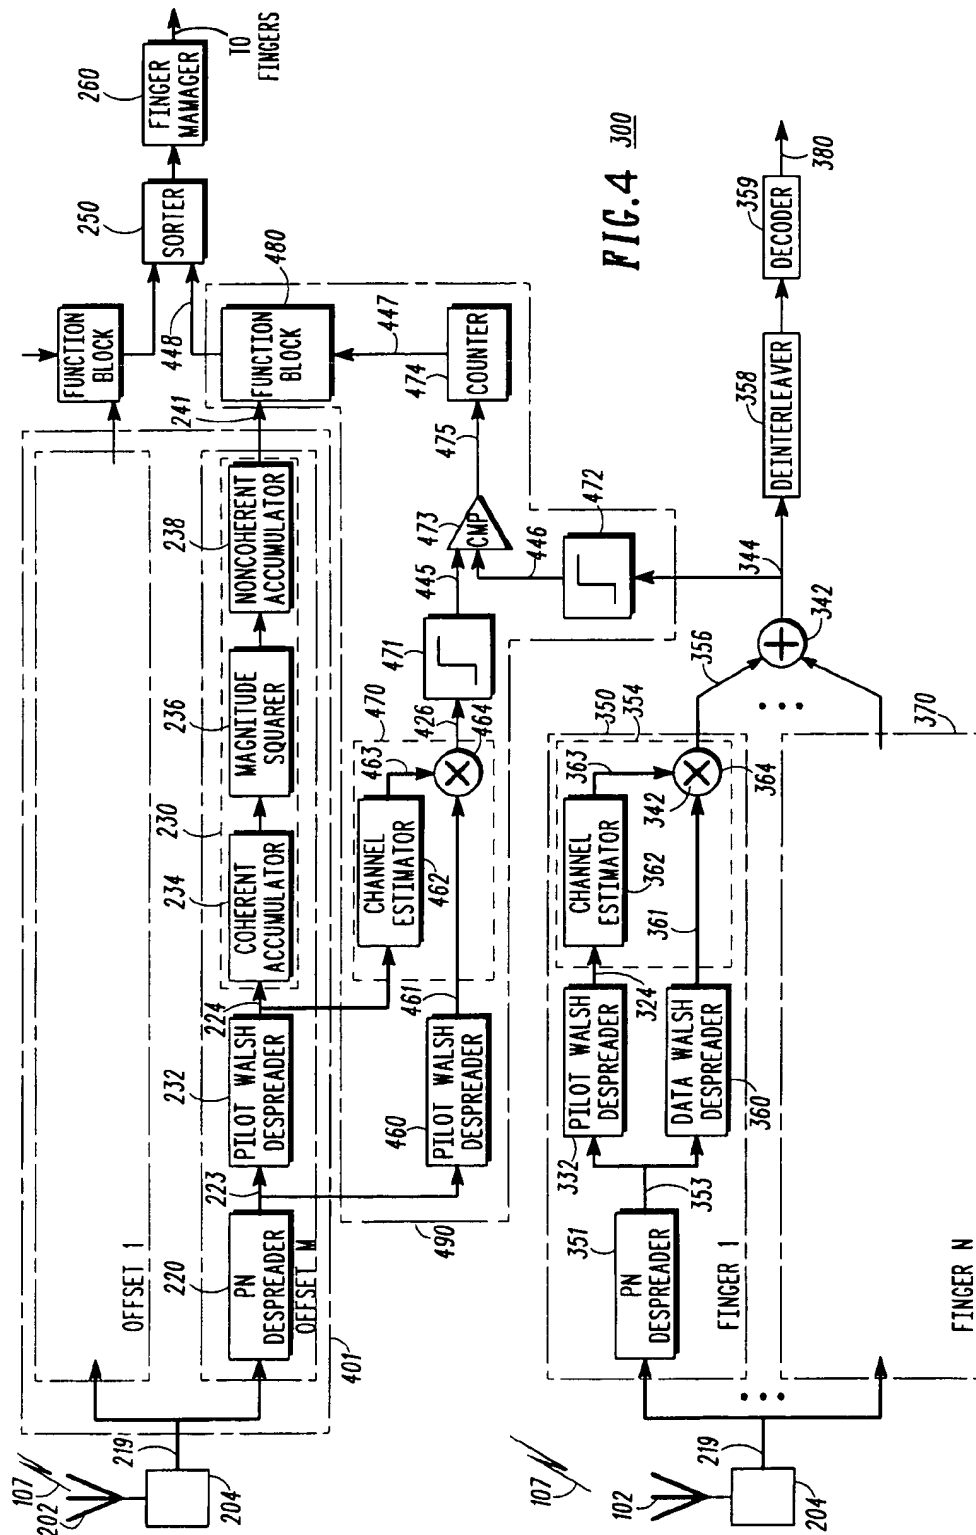 107
202
204
219
OFFSET 1
220
PN
DESPREADER
OFFSET M
401
223
232
PILOT WALSH
DESPREADER
224
230
234
COHERENT
ACCUMULATOR
236
MAGNITUDE
SQUARER
238
NONCOHERENT
ACCUMULATOR
241
FUNCTION
BLOCK
448
FUNCTION
BLOCK
480
250
SORTER
260
FINGER
MAMAGER
TO
FINGERS
490
460
PILOT WALSH
DESPREADER
461
CHANNEL
ESTIMATOR
462
463
470
426
464
471
445
473
CMP
446
472
475
474
COUNTER
447
FIG.4
300
107
102
204
219
351
PN
DESPREADER
FINGER 1
353
332
PILOT WALSH
DESPREADER
324
DATA WALSH
DESPREADER
360
361
CHANNEL
ESTIMATOR
362
363
350
354
342
364
356
342
344
358
DEINTERLEAVER
359
DECODER
380
FINGER N
370